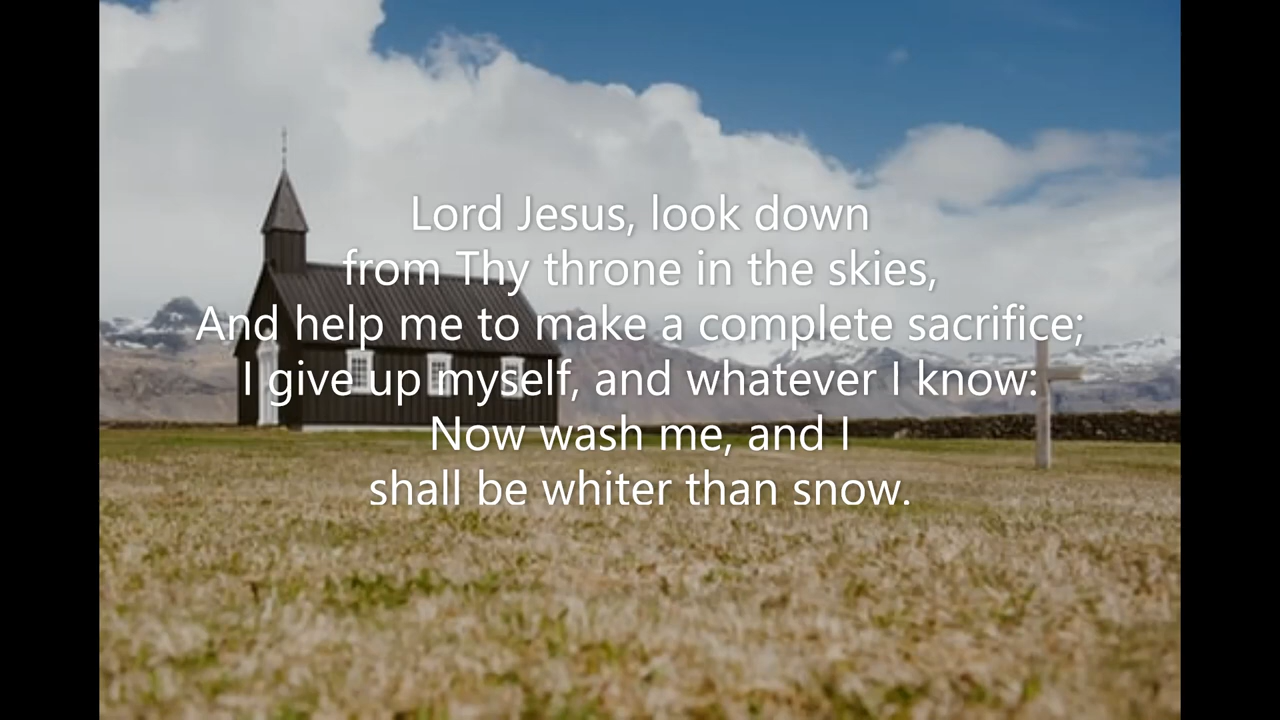 Lord Jesus, look down
from Thy throne in the skies,
And help me to make a complete sacrifice;
I give up myself, and whatever I know:
Now wash me, and I
shall be whiter than snow.